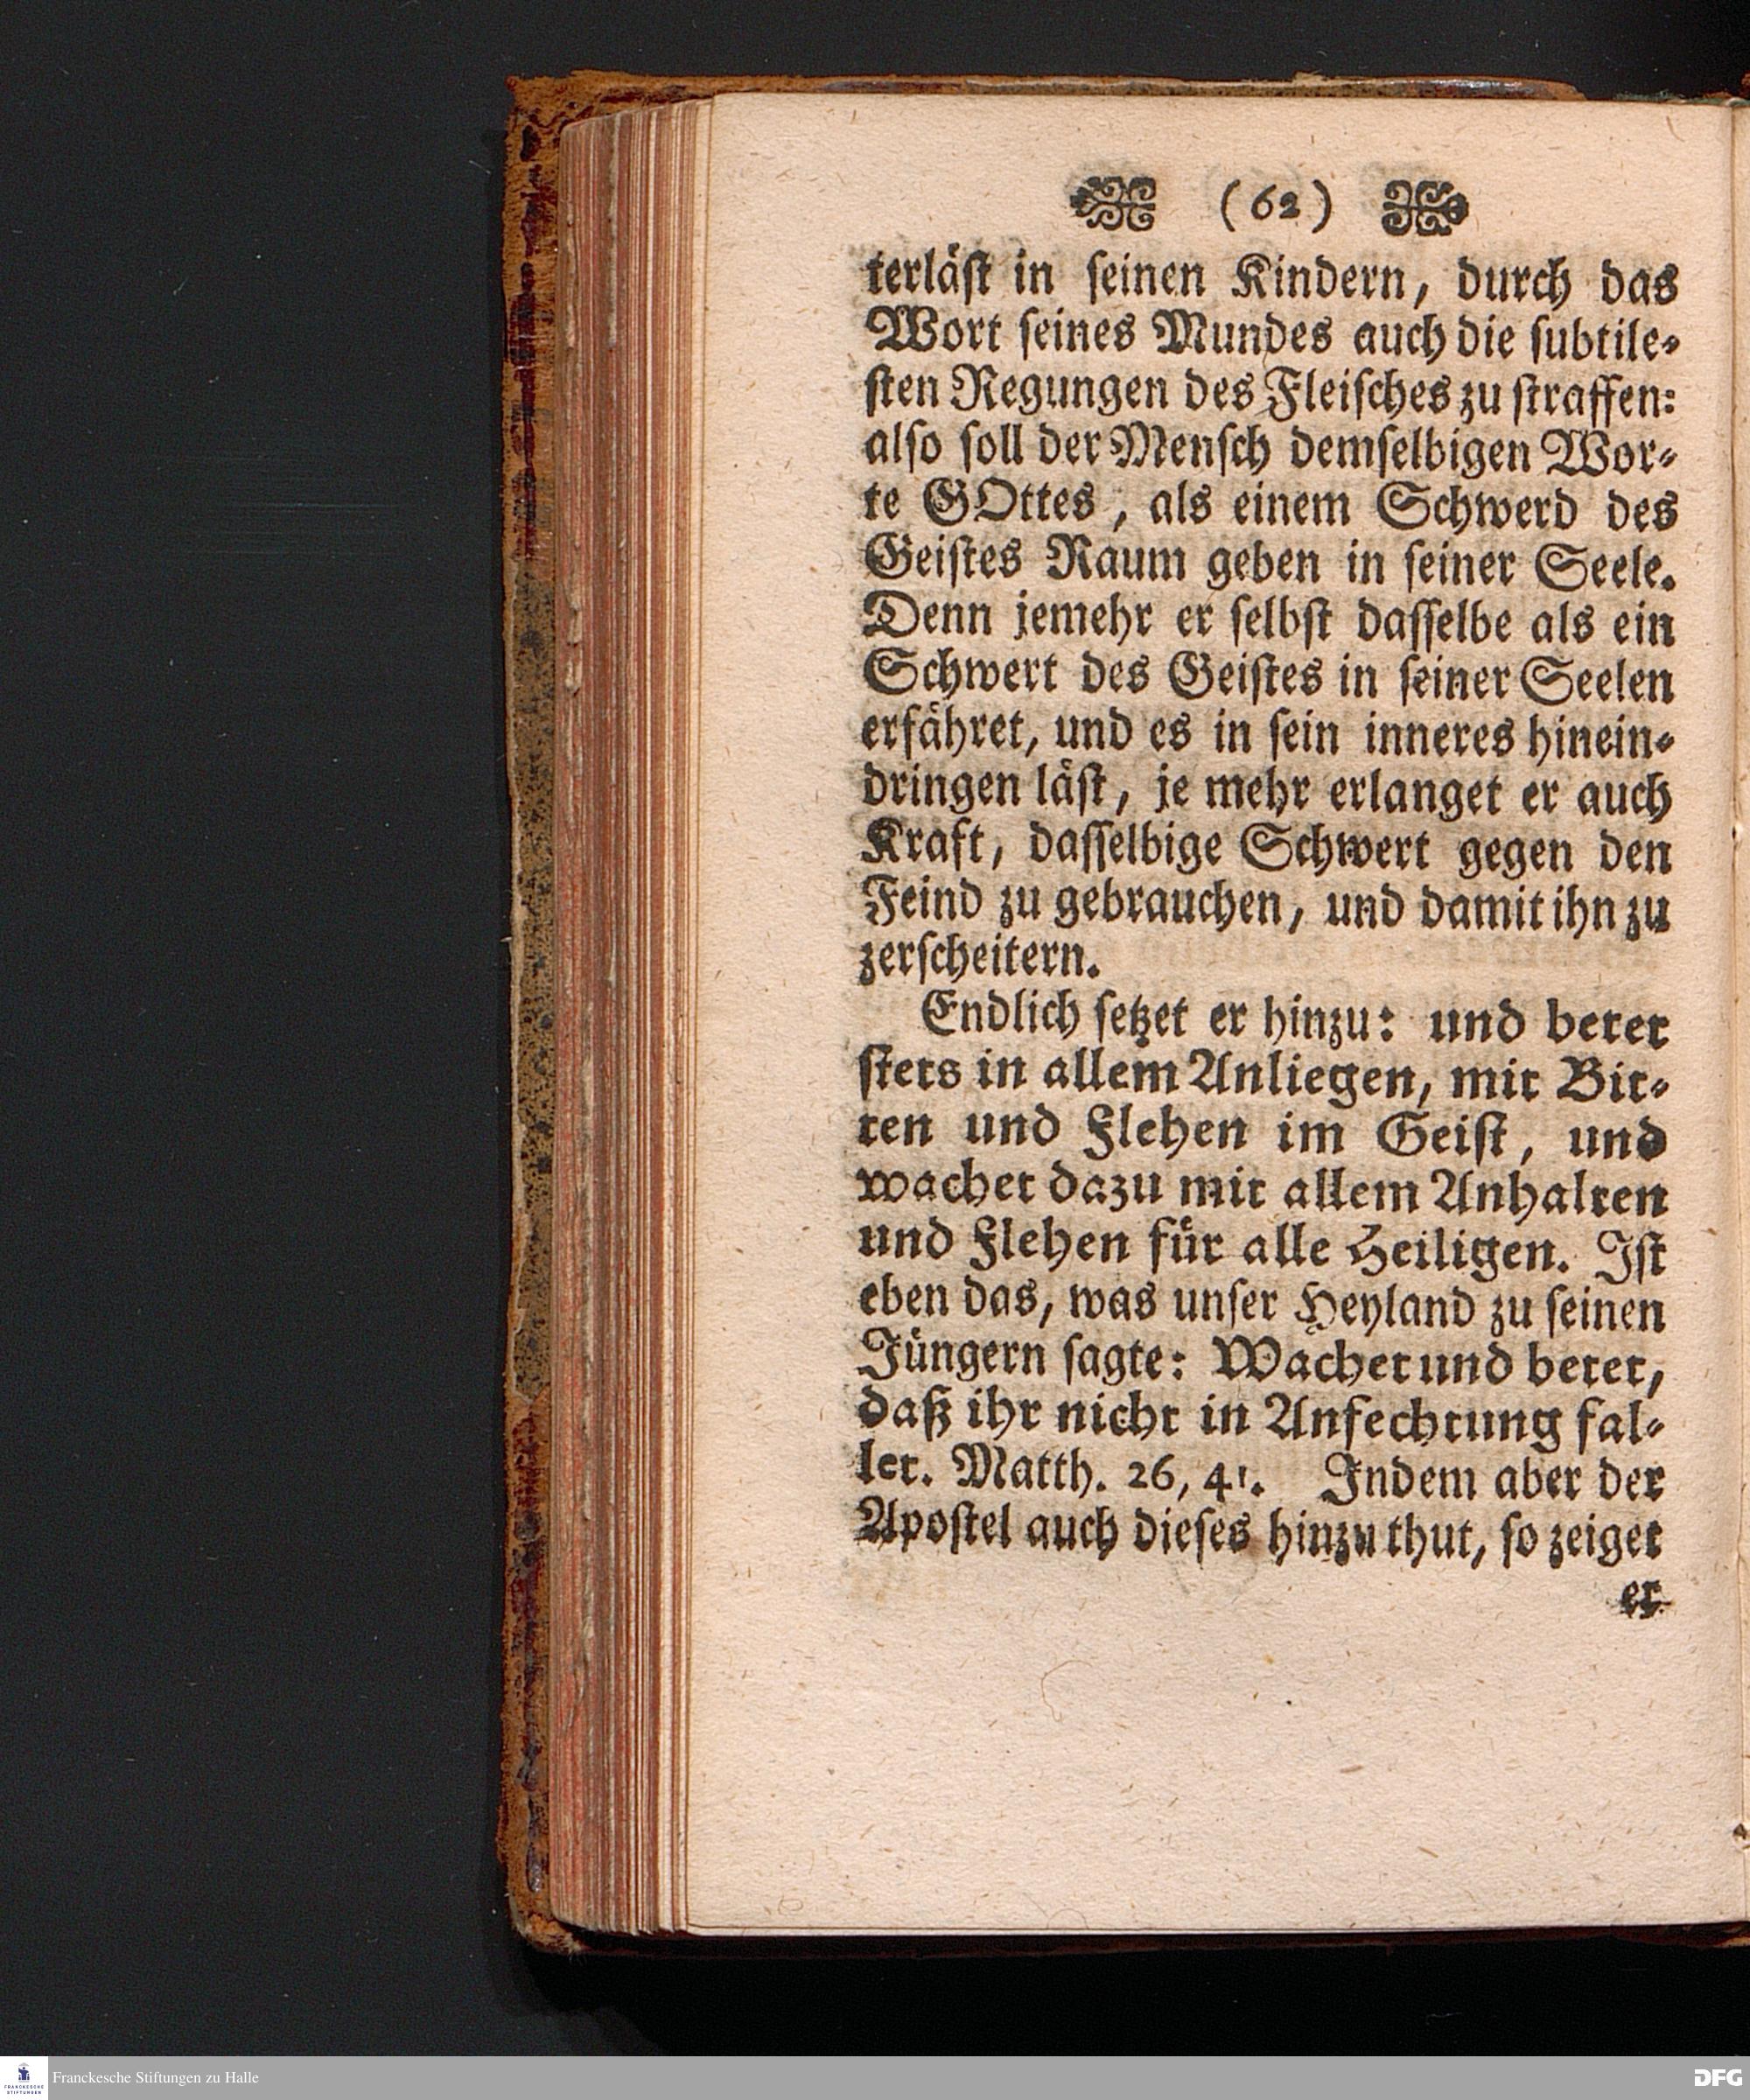 (62)
terläſt in ſeinen Kindern, durch das
Wort ſeines Mundes auch die ſubtile-
ſten Regungen des Fleiſches zu ſtraffen:
alſo ſoll der Menſch demſelbigen Wor-
te GOttes, als einem Schwerd des
Geiſtes Raum geben in ſeiner Seele.
Denn jemehr er ſelbſt daſſelbe als ein
Schwert des Geiſtes in ſeiner Seelen
erfähret, und es in ſein inneres hinein-
dringen läſt, je mehr erlanget er auch
Kraft, daſſelbige Schwert gegen den
Feind zu gebrauchen, und damit ihn zu
zerſcheitern.
Endlich ſetzet er hinzu: und betet
ſtets in allem Anliegen, mit Bit-
ten und Flehen im Geiſt, und
wachet dazu mit allem Anhalten
und Flehen für alle Heiligen. Iſt
eben das, was unſer Heyland zu ſeinen
Jüngern ſagte: Wachet und betet,
daß ihr nicht in Anfechtung fal-
let. Matth. 26, 41. Indem aber der
Apoſtel auch dieſes hinzu thut, ſo zeiget
er
FRANCKESCHE
STIFTUNGEN
Franckesche Stiftungen zu Halle
DFG